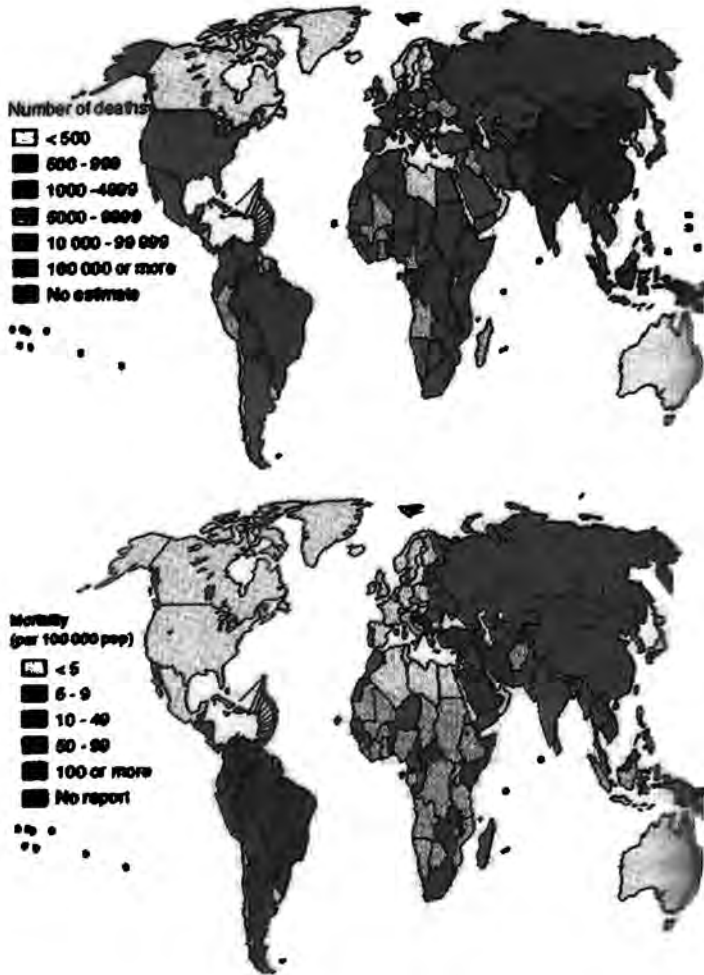 Number of deaths
< 500
500 - 999
1000 -4999
5000 - 9999
10 000 - 99 999
100 000 or more
No estimate
Mortality
(per 100 000 pop)
< 5
5 - 9
10 - 49
50 - 99
100 or more
No report